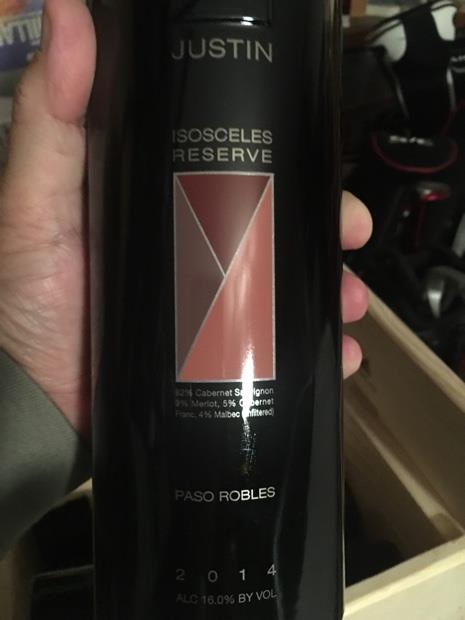 JUSTIN
ISOSCELES
RESERVE
82% Cabernet Sauvignon
9% Merlot, 5% Cabernet
Franc, 4% Malbec (unfiltered)
PASO ROBLES
2014
ALC 16.0% BY VOL